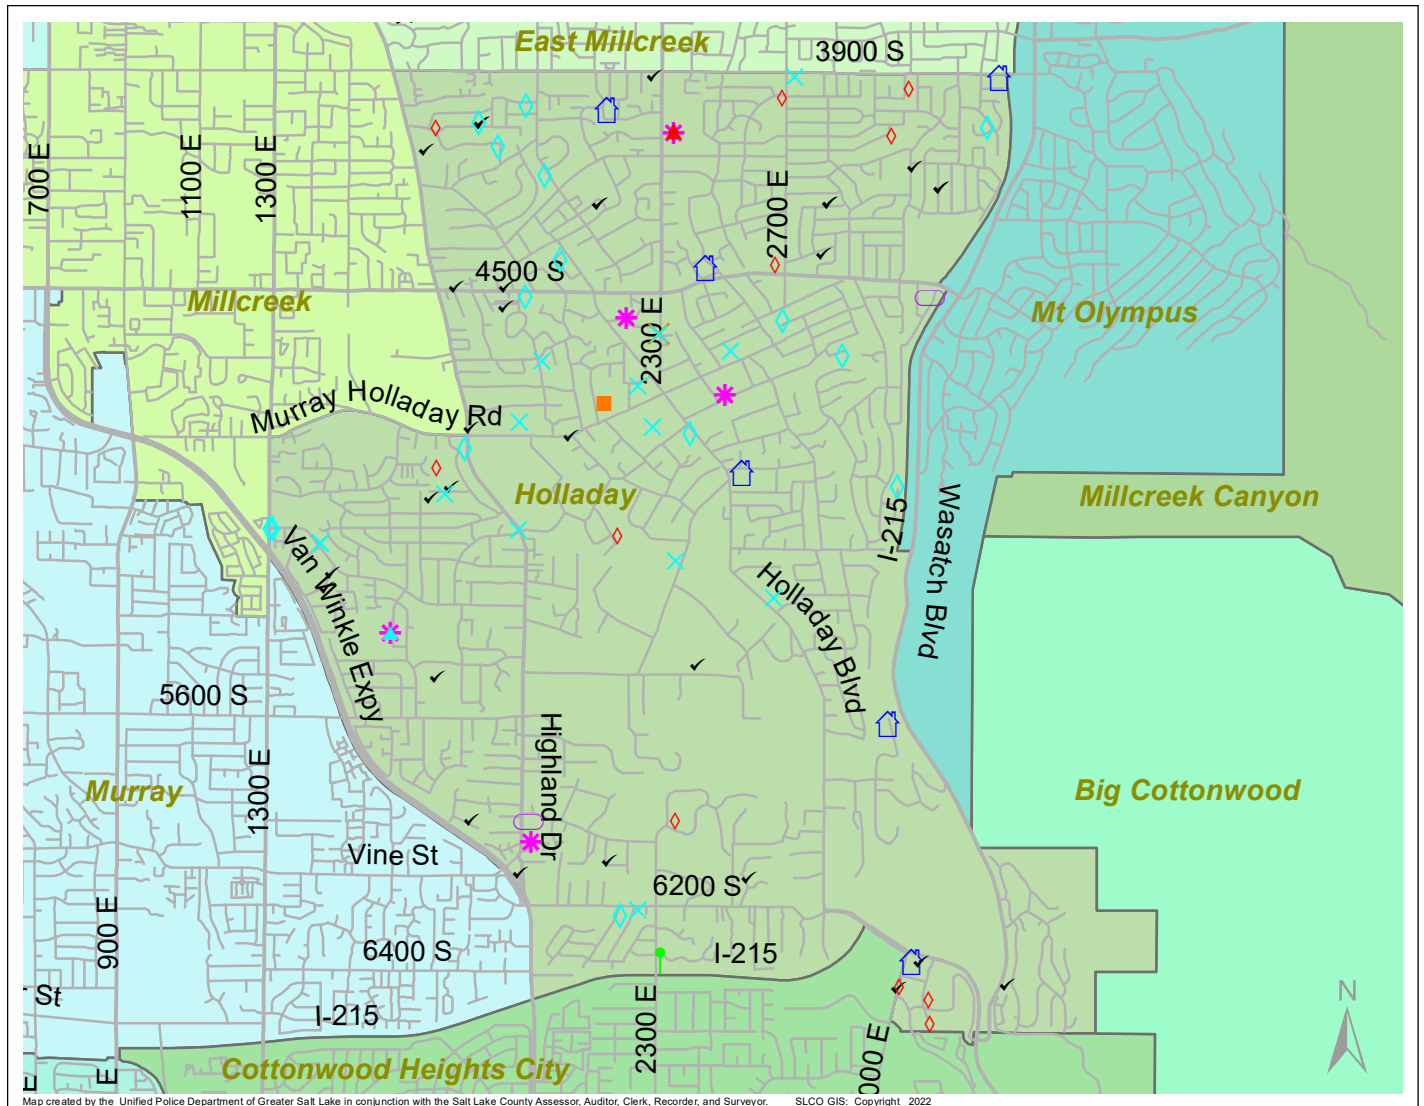 East Millcreek
3900 S
700 E
1100 E
1300 E
2700 E
4500 S
Millcreek
Mt Olympus
2300 E
Murray Holladay Rd
Holladay
Millcreek Canyon
I-215
Wasatch Blvd
Van Winkle Expy
Holladay Blvd
5600 S
Highland Dr
Murray
1300 E
Big Cottonwood
Vine St
6200 S
900 E
6400 S
I-215
St
I-215
2300 E
N
000 E
Cottonwood Heights City
E
E
Map created by the Unified Police Department of Greater Salt Lake in conjunction with the Salt Lake County Assessor, Auditor, Clerk, Recorder, and Surveyor. SLCO GIS: Copyright 2022